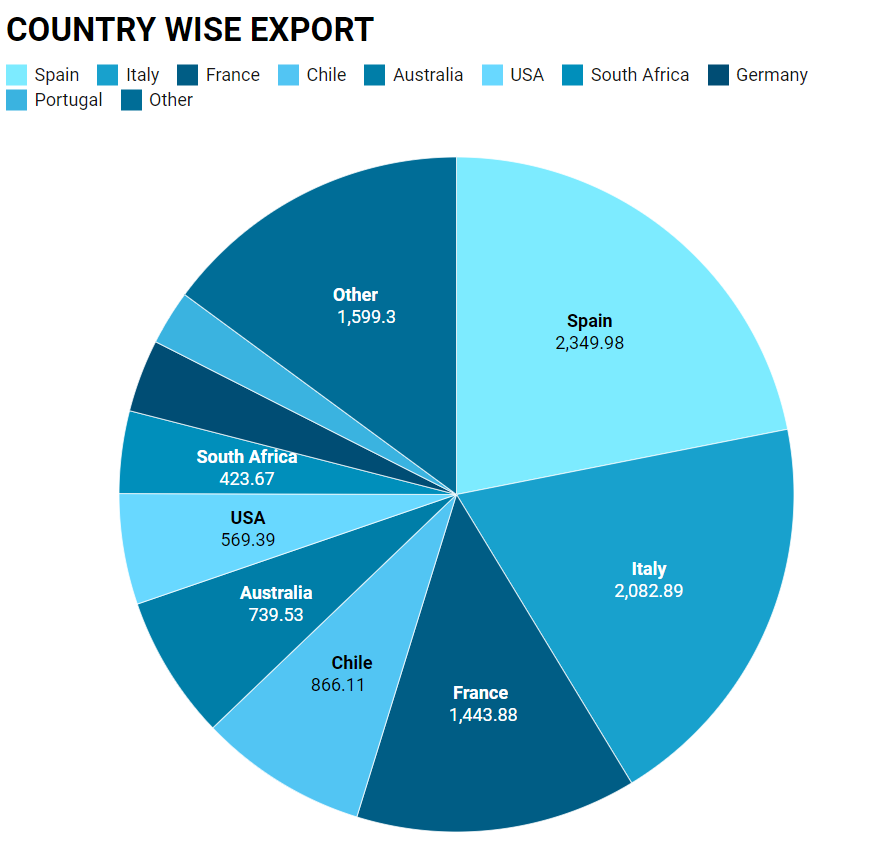 COUNTRY WISE EXPORT
Spain Italy France Chile Australia USA South Africa Germany
Portugal Other
Other
1,599.3
Spain
2,349.98
South Africa
423.67
USA
569.39
Italy
2,082.89
Australia
739.53
Chile
866.11
France
1,443.88